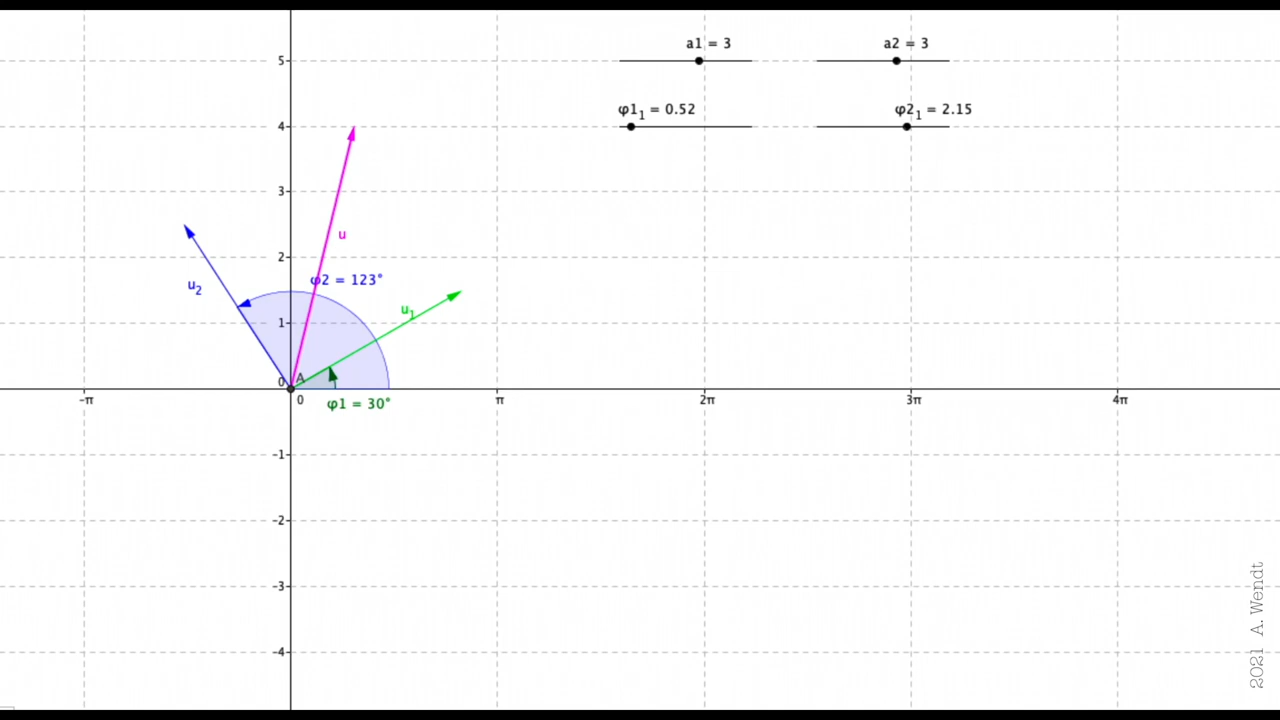 a1 = 3
a2 = 3
φ1₁ = 0.52
φ2₁ = 2.15
5
4
3
2
1
0
-1
-2
-3
-4
u
u₂
φ2 = 123°
u₁
A
φ1 = 30°
-π
0
π
2π
3π
4π
2021 A. Wendt